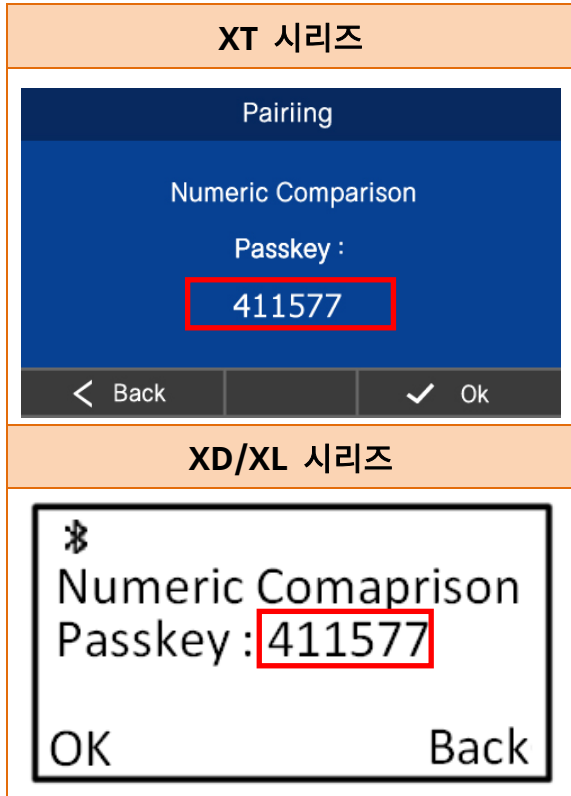 XT 시리즈
Pairiing
Numeric Comparison
Passkey :
411577
Back Ok
XD/XL 시리즈
Numeric Comaprison
Passkey : 411577
OK Back